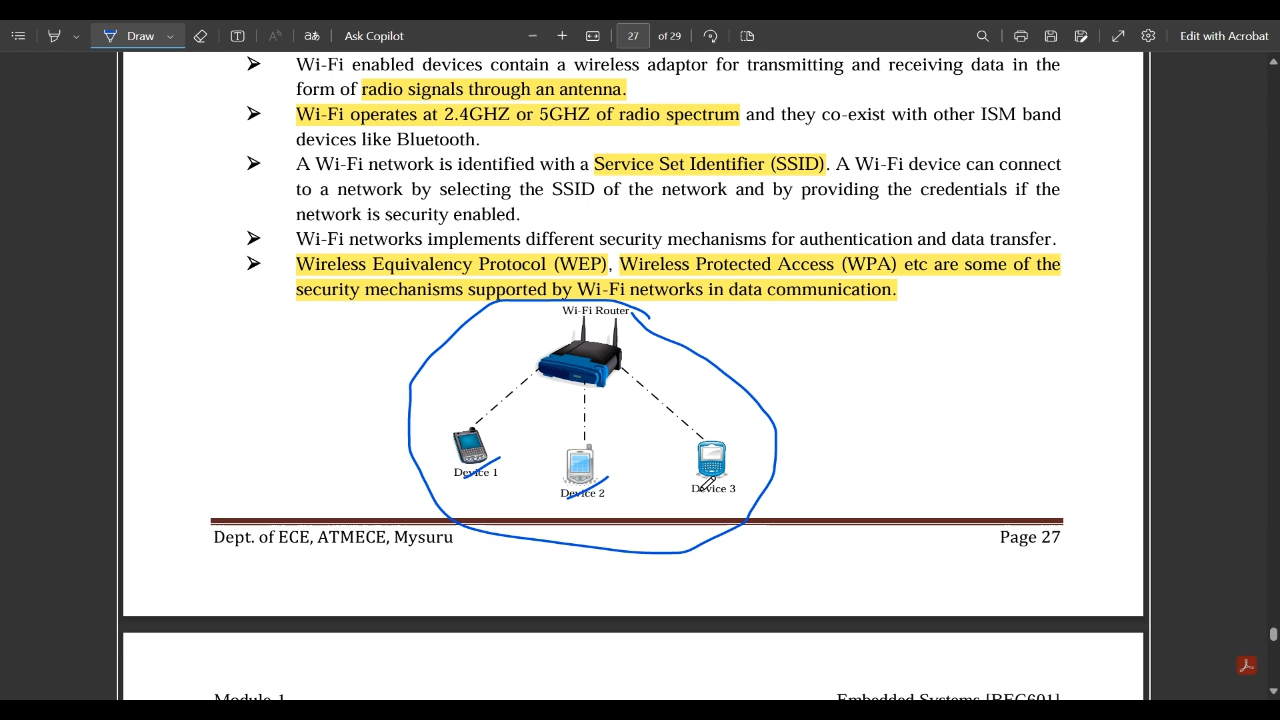 Draw
Ask Copilot
27 of 29
Edit with Acrobat
Wi-Fi enabled devices contain a wireless adaptor for transmitting and receiving data in the
form of radio signals through an antenna.
Wi-Fi operates at 2.4GHZ or 5GHZ of radio spectrum and they co-exist with other ISM band
devices like Bluetooth.
A Wi-Fi network is identified with a Service Set Identifier (SSID). A Wi-Fi device can connect
to a network by selecting the SSID of the network and by providing the credentials if the
network is security enabled.
Wi-Fi networks implements different security mechanisms for authentication and data transfer.
Wireless Equivalency Protocol (WEP), Wireless Protected Access (WPA) etc are some of the
security mechanisms supported by Wi-Fi networks in data communication.
Wi-Fi Router
Device 1
Device 2
Device 3
Dept. of ECE, ATMECE, Mysuru
Page 27
Module-1
Embedded Systems [BEC601]